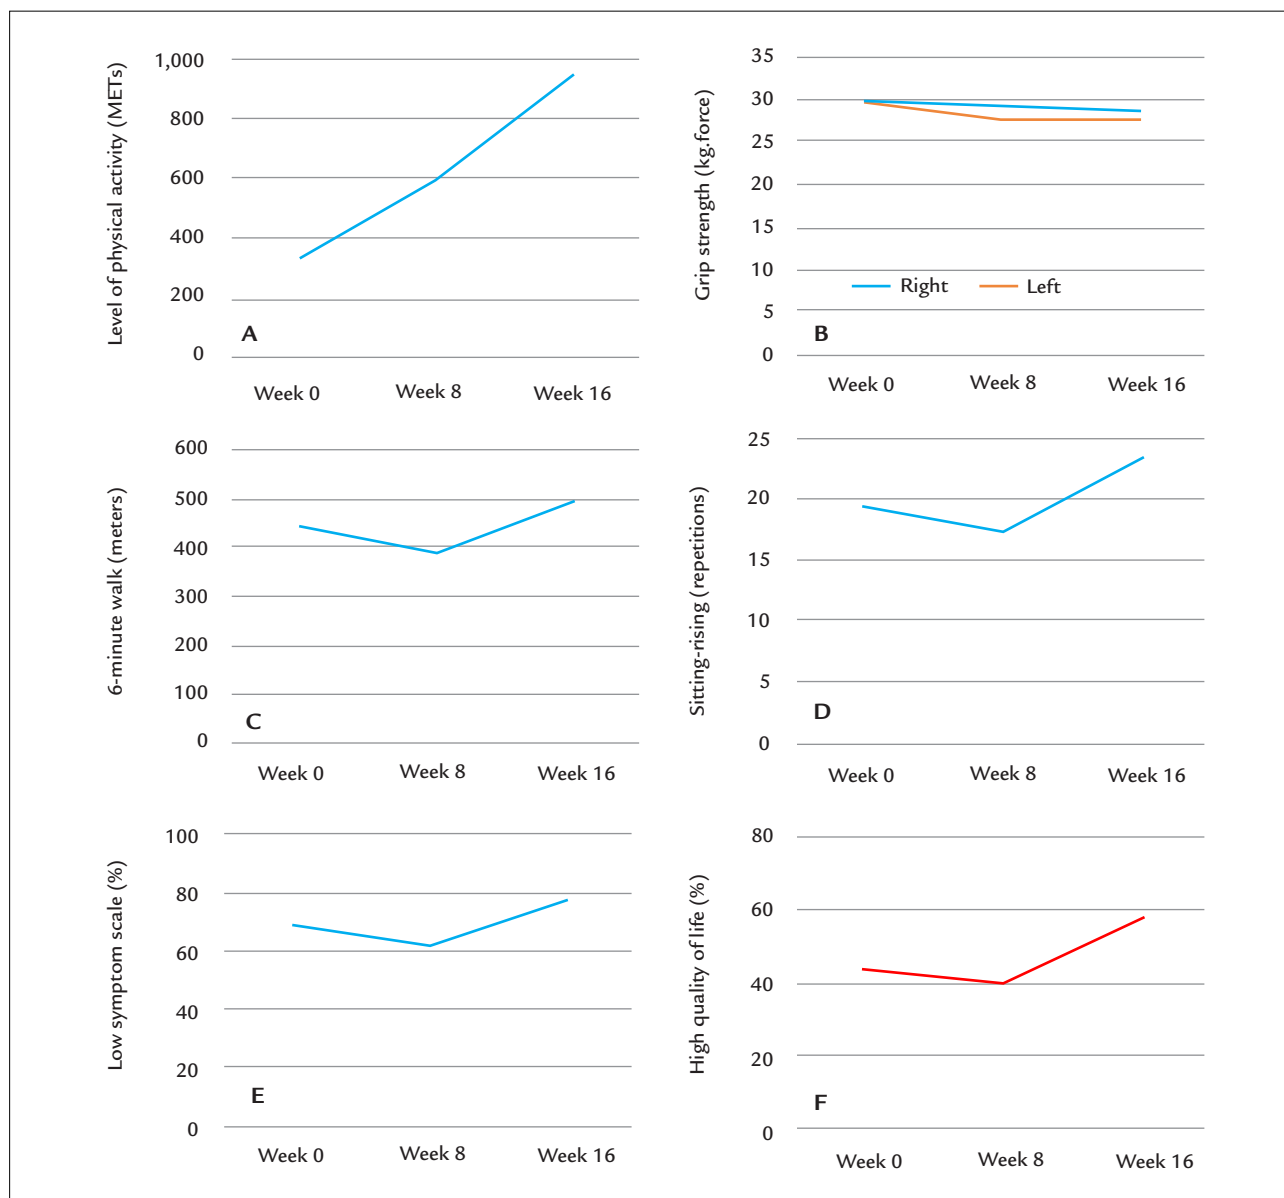 Level of physical activity (METs)
1,000
800
600
400
200
0
A
Week 0
Week 8
Week 16
Grip strength (kg.force)
35
30
25
20
15
10
5
0
Right
Left
B
Week 0
Week 8
Week 16
6-minute walk (meters)
600
500
400
300
200
100
0
C
Week 0
Week 8
Week 16
Sitting-rising (repetitions)
25
20
15
10
5
0
D
Week 0
Week 8
Week 16
Low symptom scale (%)
100
80
60
40
20
0
E
Week 0
Week 8
Week 16
High quality of life (%)
80
60
40
20
0
F
Week 0
Week 8
Week 16